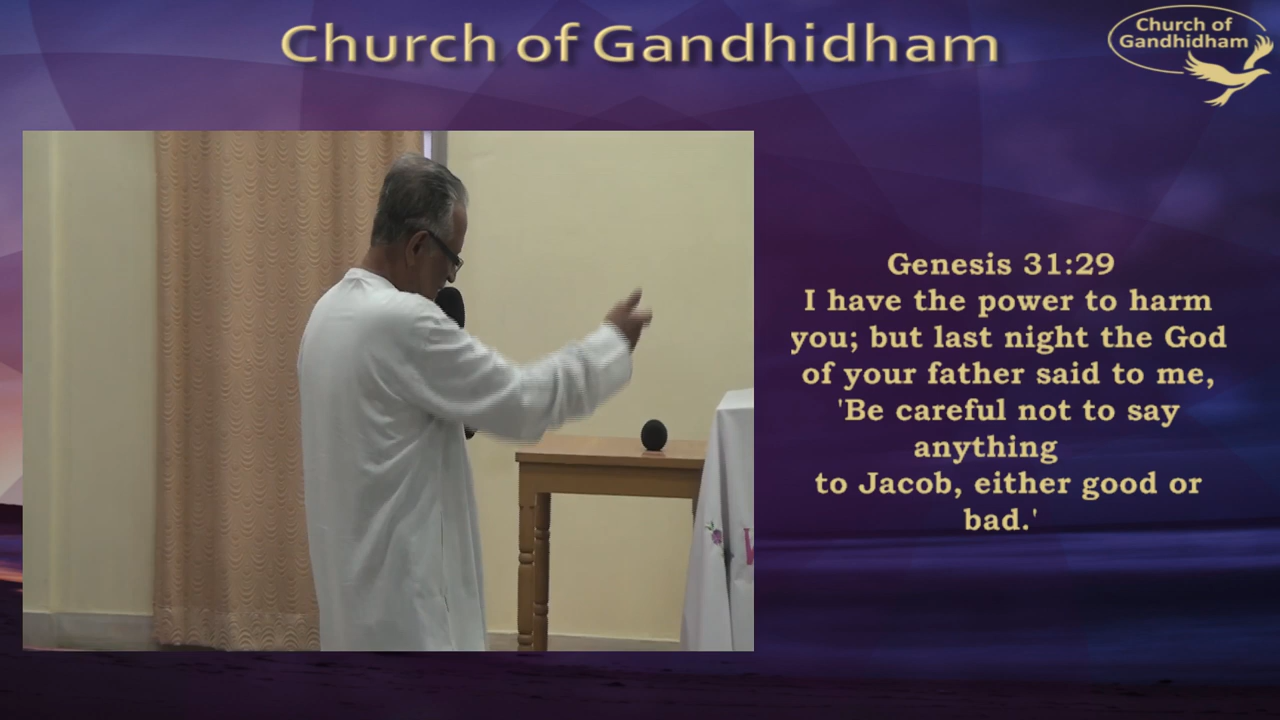 Church of Gandhidham
Church of
Gandhidham
Genesis 31:29
I have the power to harm
you; but last night the God
of your father said to me,
'Be careful not to say
anything
to Jacob, either good or
bad.'